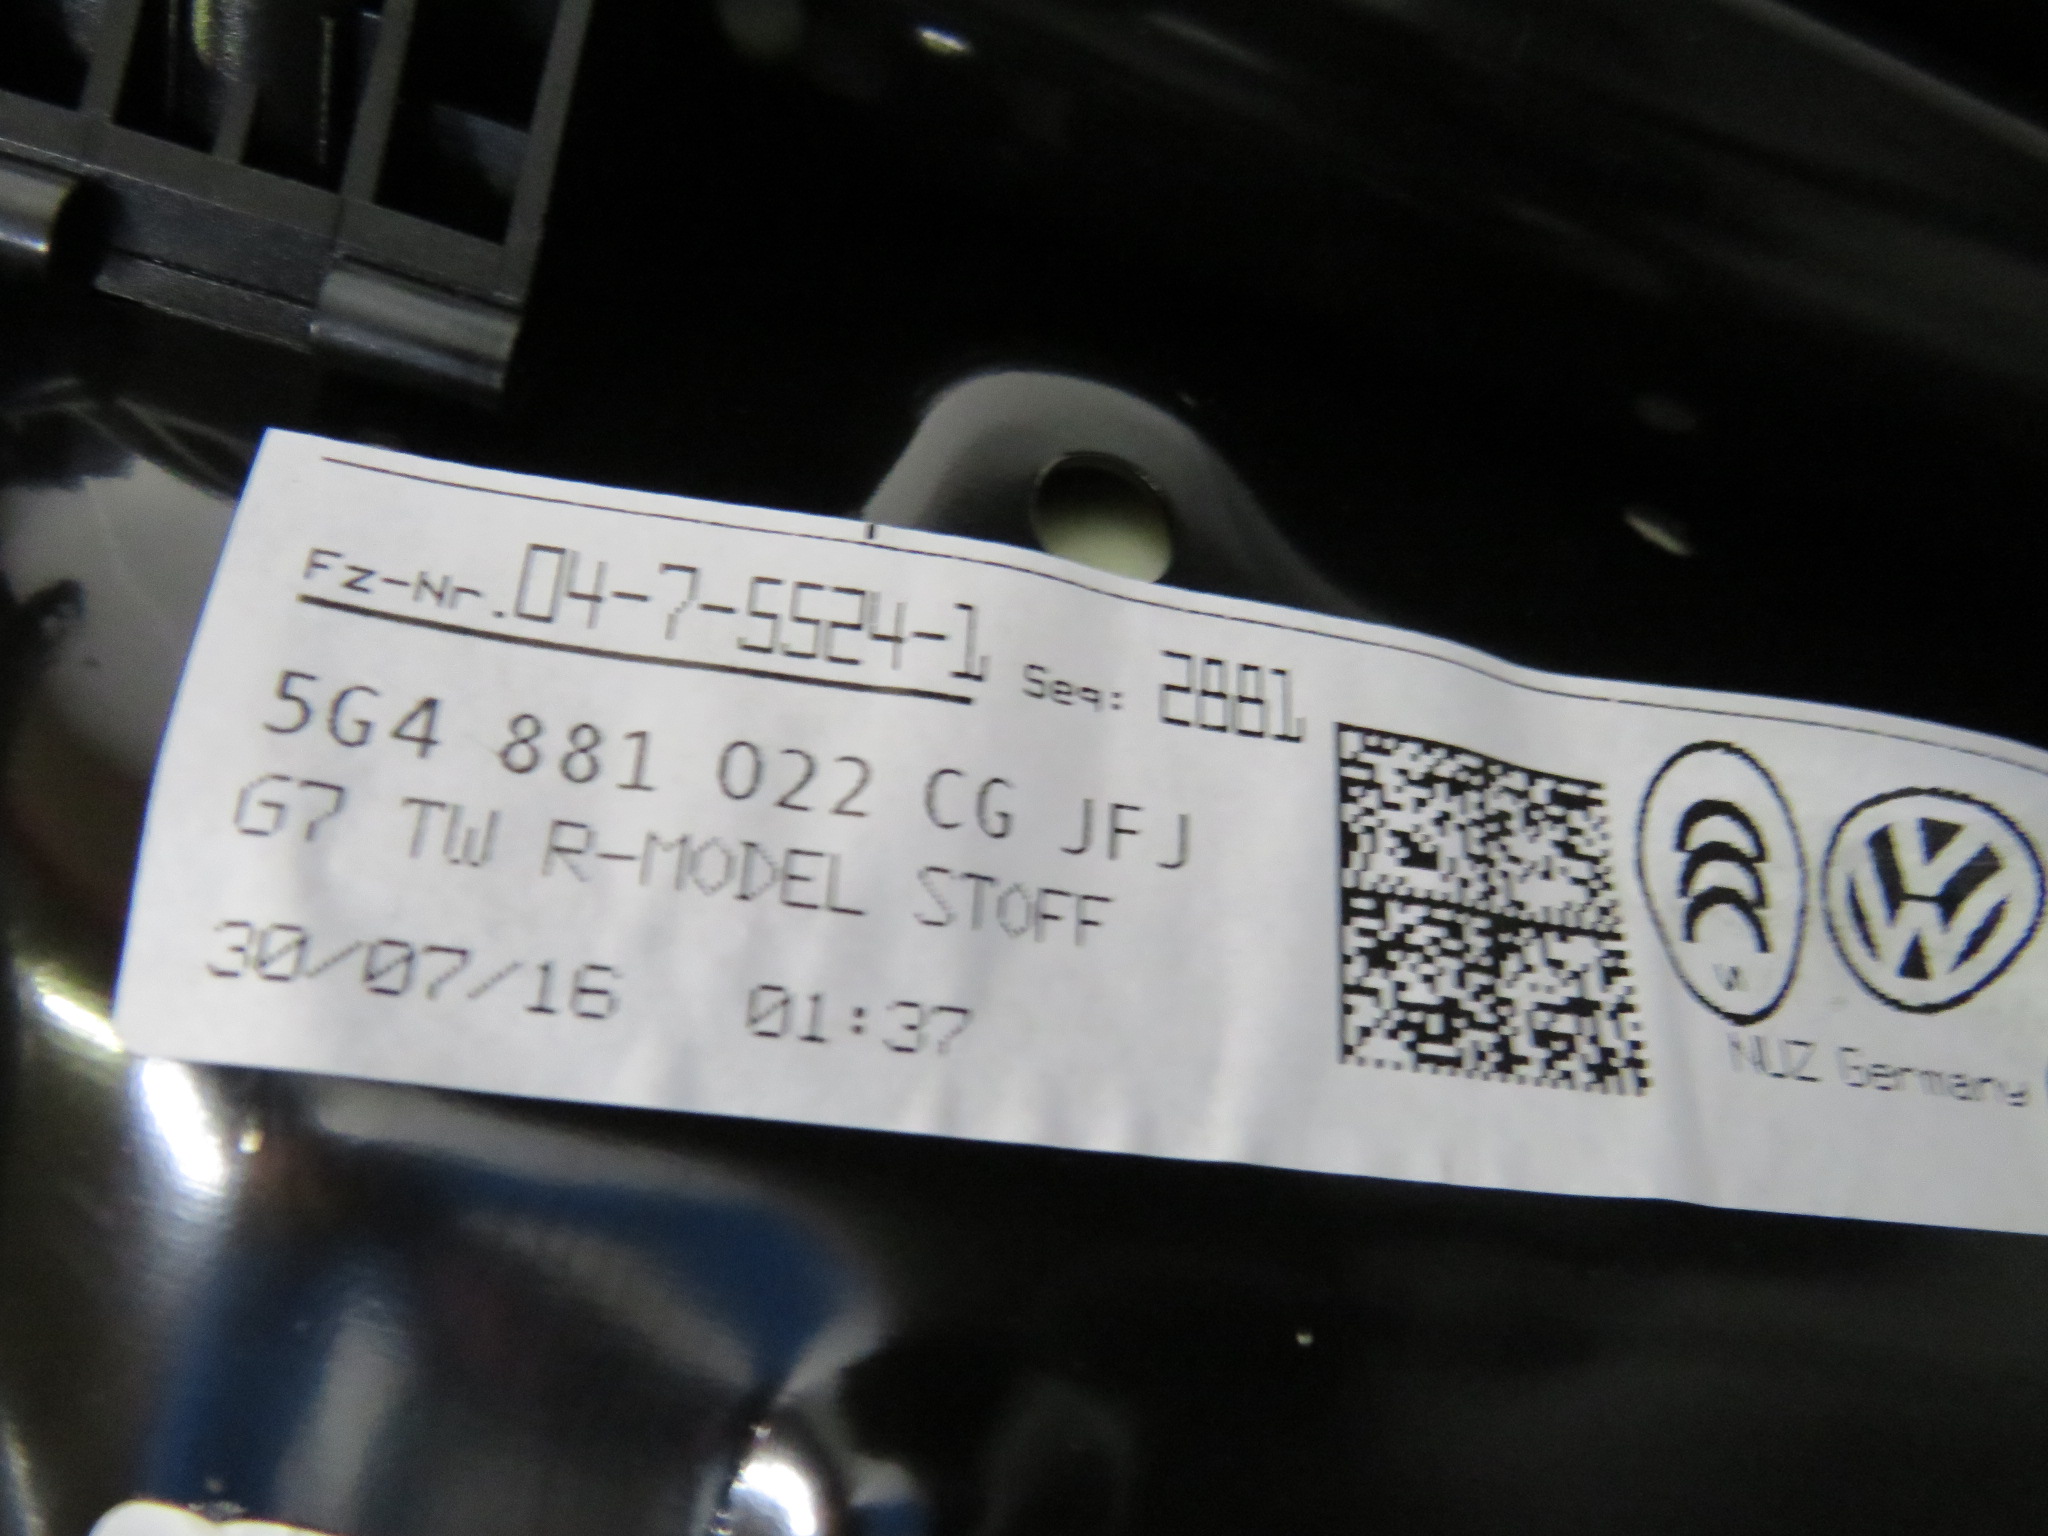 Fz-Nr. 04-7-5524-1 Seq: 2881
5G4 881 022 CG JFJ
G7 TW R-MODEL STOFF
30/07/16 01:37
NUZ Germany